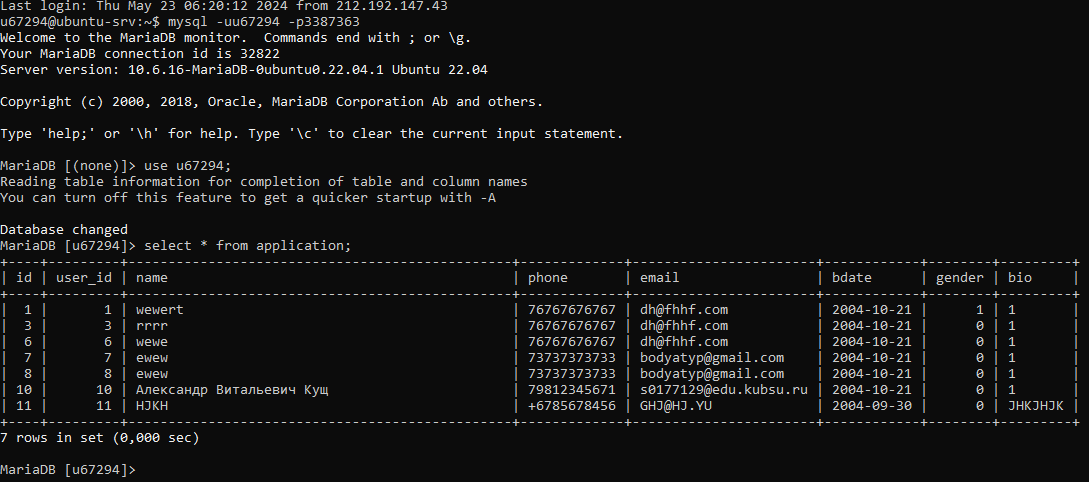 Last login: Thu May 23 06:20:12 2024 from 212.192.147.43
u67294@ubuntu-srv:~$ mysql -uu67294 -p3387363
Welcome to the MariaDB monitor.  Commands end with ; or \g.
Your MariaDB connection id is 32822
Server version: 10.6.16-MariaDB-0ubuntu0.22.04.1 Ubuntu 22.04

Copyright (c) 2000, 2018, Oracle, MariaDB Corporation Ab and others.

Type 'help;' or '\h' for help. Type '\c' to clear the current input statement.

MariaDB [(none)]> use u67294;
Reading table information for completion of table and column names
You can turn off this feature to get a quicker startup with -A

Database changed
MariaDB [u67294]> select * from application;
+----+---------+------------------------------------------------+-------------+-----------------------+------------+--------+---------+
| id | user_id | name                                           | phone       | email                 | bdate      | gender | bio     |
+----+---------+------------------------------------------------+-------------+-----------------------+------------+--------+---------+
|  1 |       1 | wewert                                         | 76767676767 | dh@fhhf.com           | 2004-10-21 |      1 | 1       |
|  3 |       3 | rrrr                                           | 76767676767 | dh@fhhf.com           | 2004-10-21 |      0 | 1       |
|  6 |       6 | wewe                                           | 76767676767 | dh@fhhf.com           | 2004-10-21 |      0 | 1       |
|  7 |       7 | ewew                                           | 73737373733 | bodyatyp@gmail.com    | 2004-10-21 |      0 | 1       |
|  8 |       8 | ewew                                           | 73737373733 | bodyatyp@gmail.com    | 2004-10-21 |      0 | 1       |
| 10 |      10 | Александр Витальевич Кущ                       | 79812345671 | s0177129@edu.kubsu.ru | 2004-10-21 |      0 | 1       |
| 11 |      11 | HJKH                                           | +6785678456 | GHJ@HJ.YU             | 2004-09-30 |      0 | JHKJHJK |
+----+---------+------------------------------------------------+-------------+-----------------------+------------+--------+---------+
7 rows in set (0,000 sec)

MariaDB [u67294]>